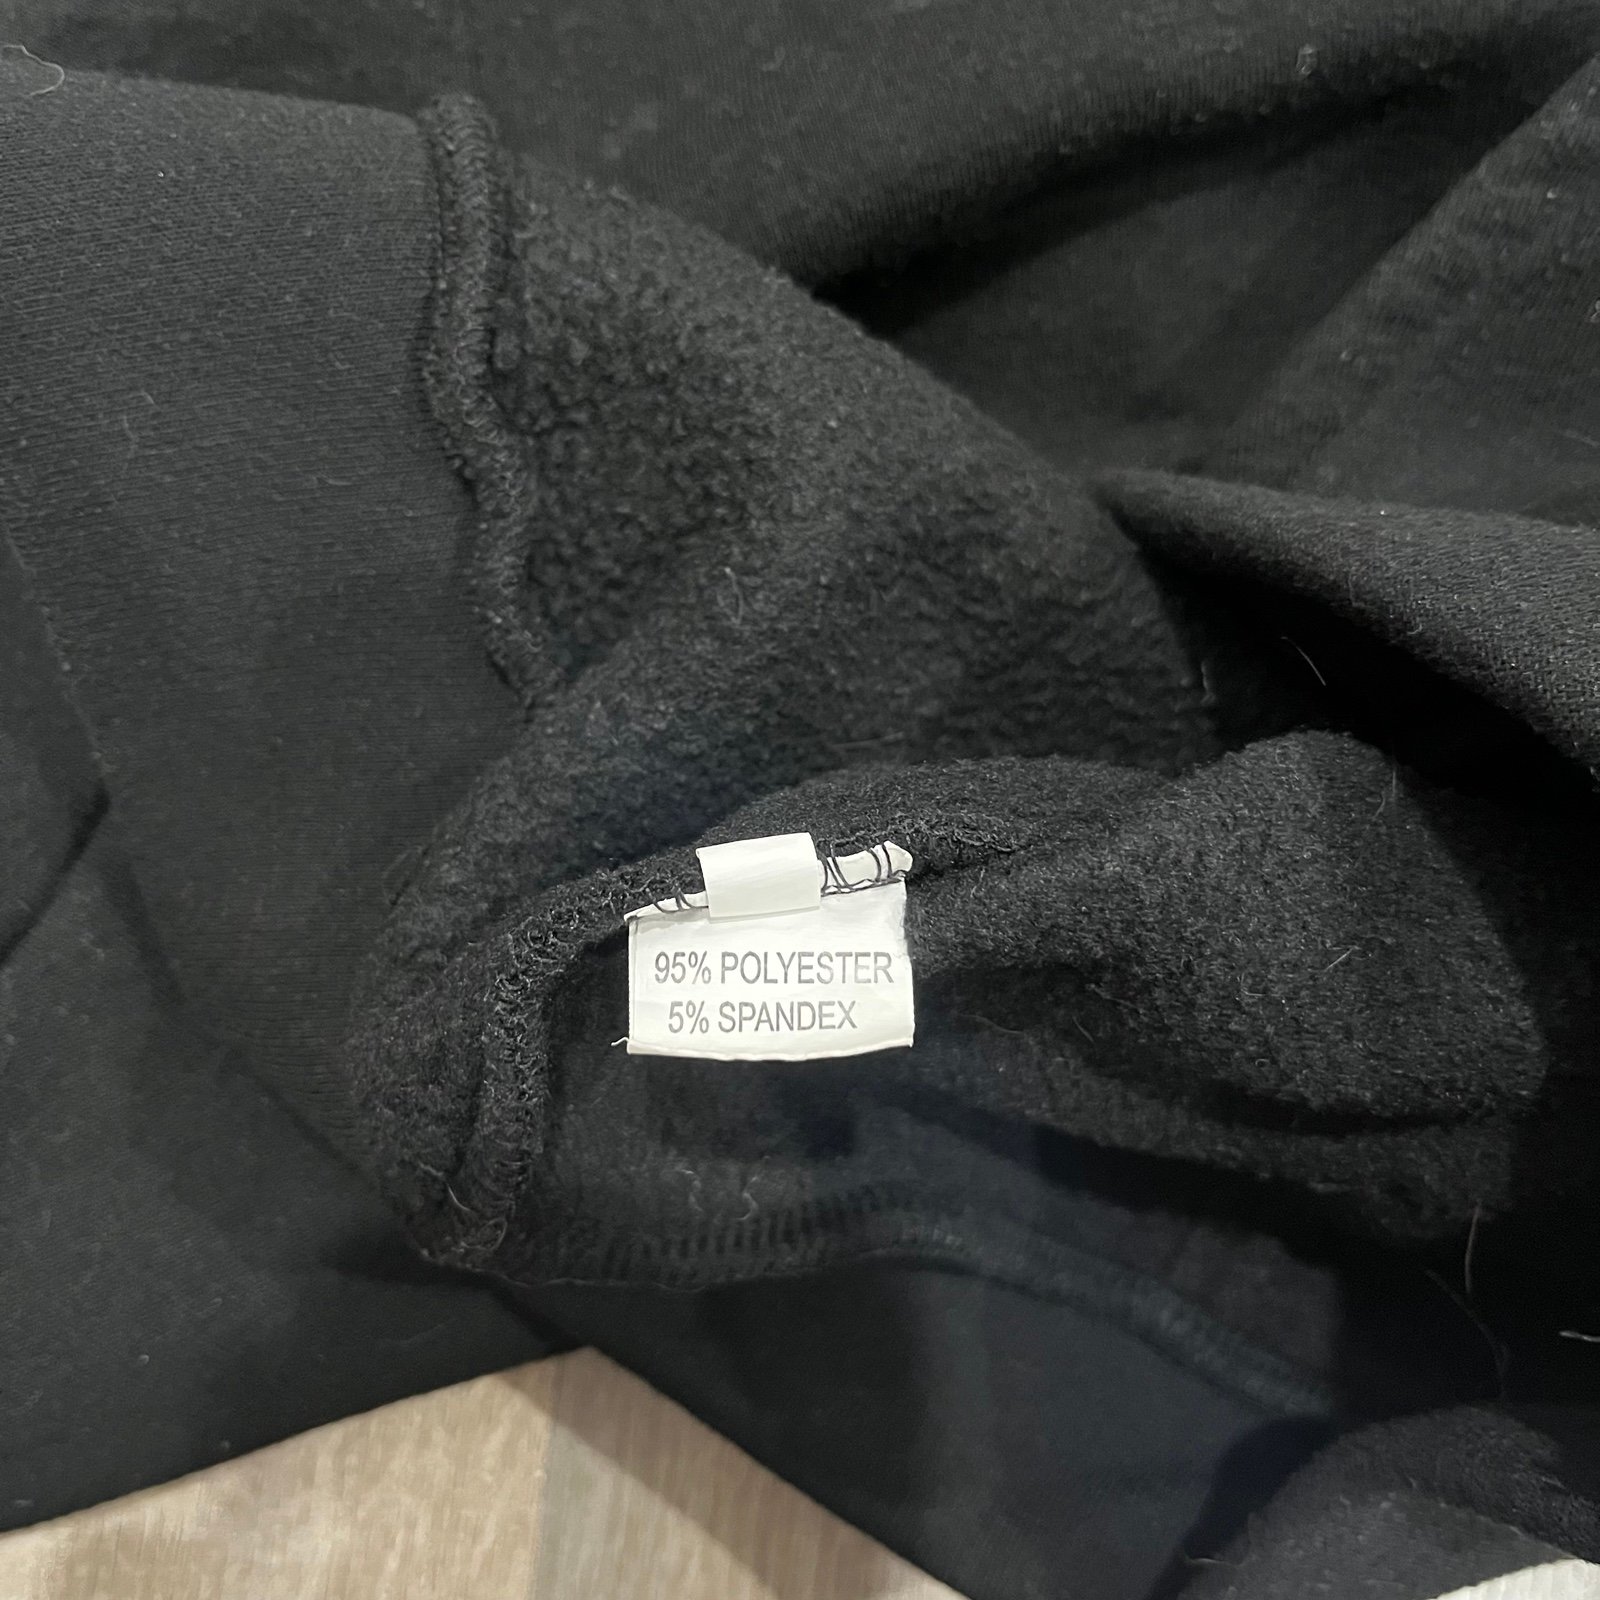 95% POLYESTER
5% SPANDEX